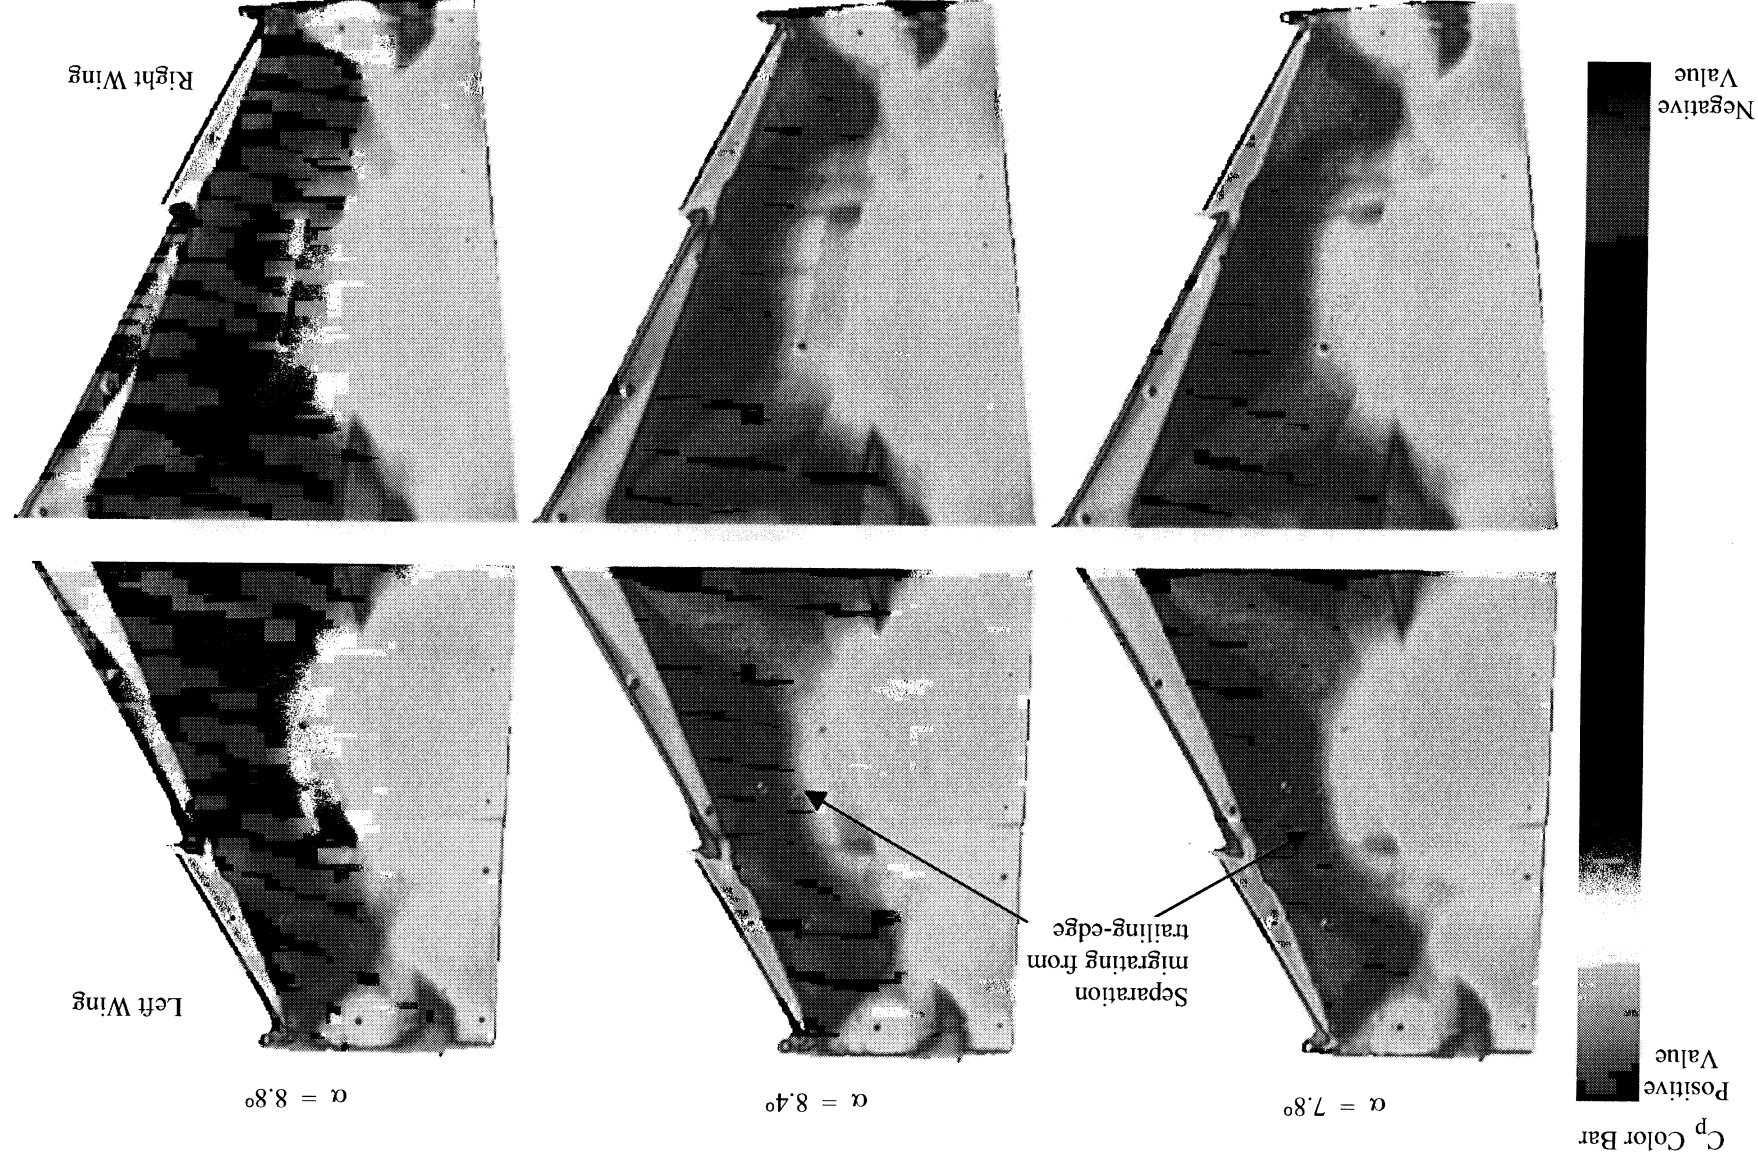 C_p Color Bar
Positive
Value
Negative
Value
α = 7.8°
α = 8.4°
α = 8.8°
Left Wing
Separation
migrating from
trailing-edge
Right Wing